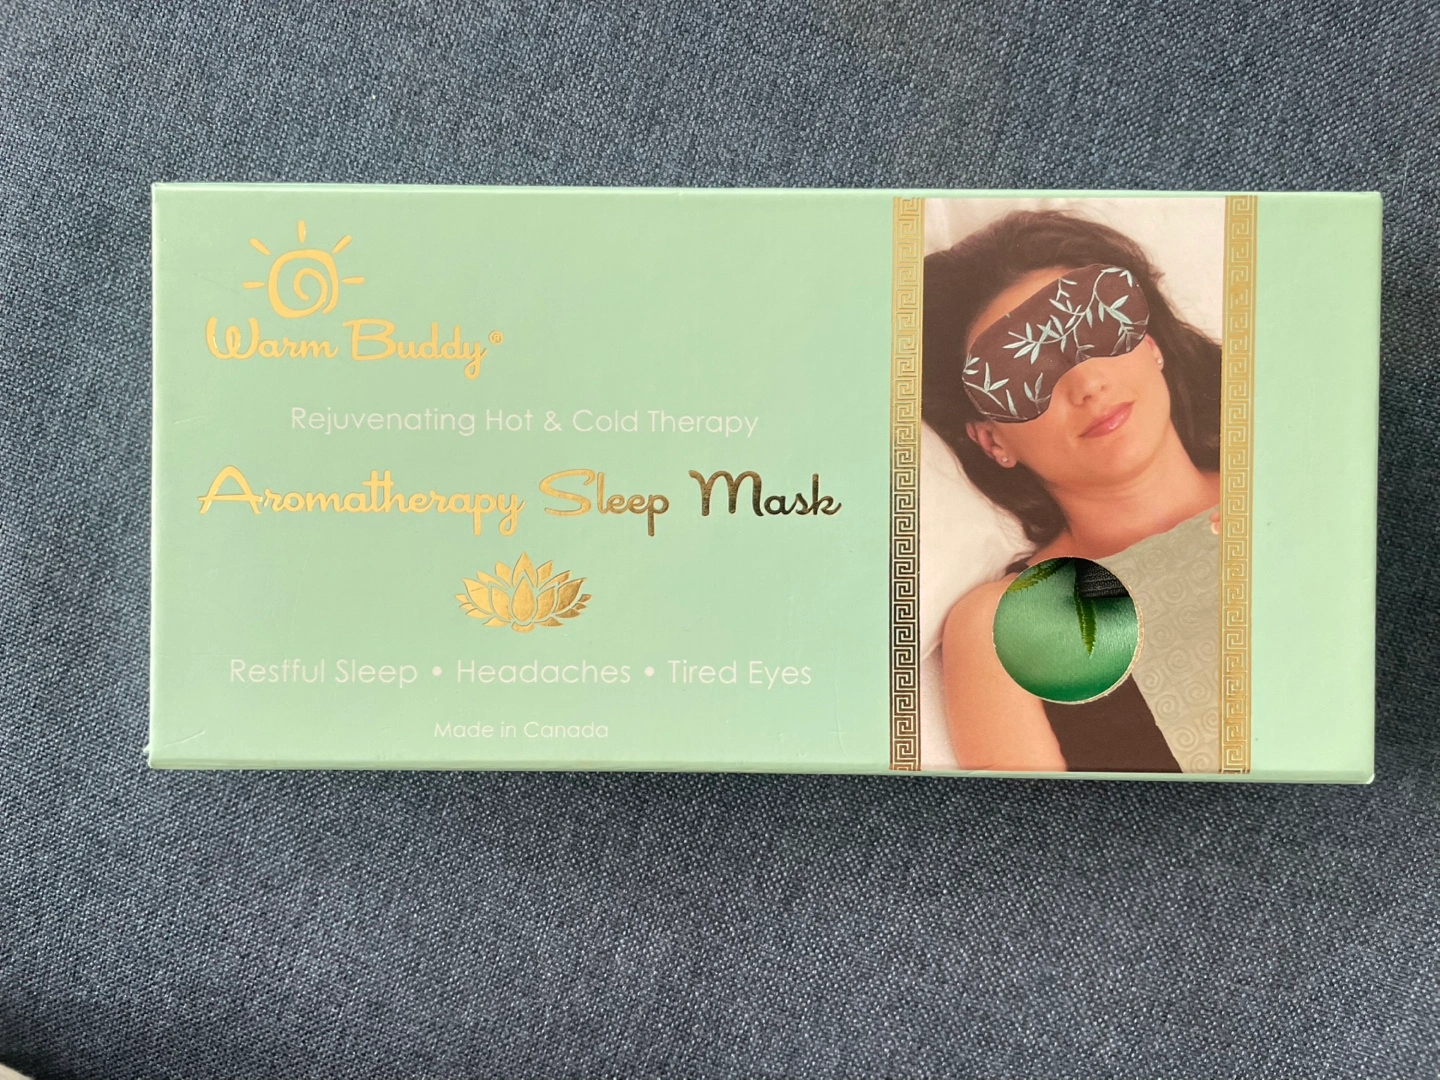 Warm Buddy®
Rejuvenating Hot & Cold Therapy
Aromatherapy Sleep Mask
Restful Sleep • Headaches • Tired Eyes
Made in Canada